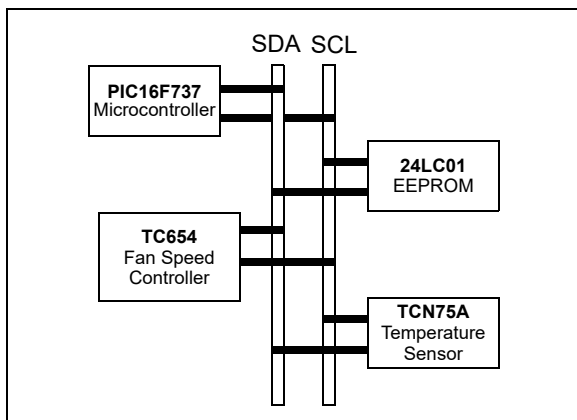 SDA SCL
PIC16F737
Microcontroller
24LC01
EEPROM
TC654
Fan Speed
Controller
TCN75A
Temperature
Sensor